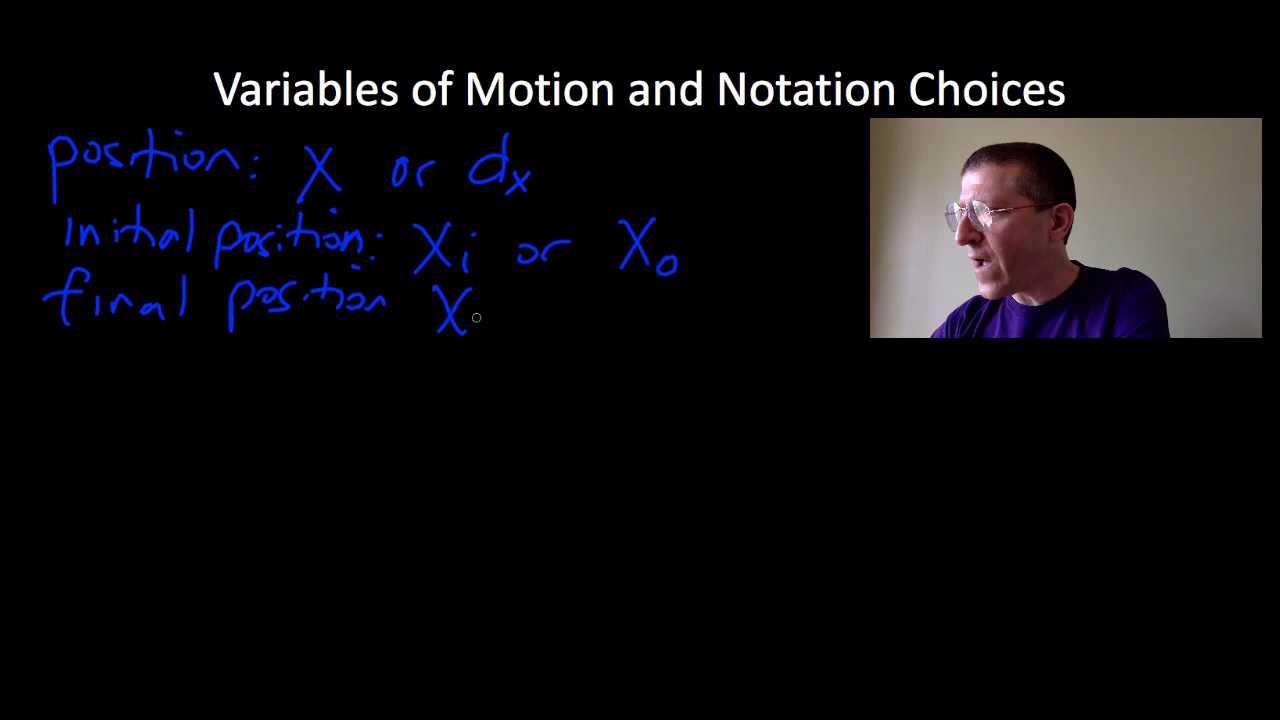 Variables of Motion and Notation Choices
position: X or dx
Initial position: Xi or X0
final position X